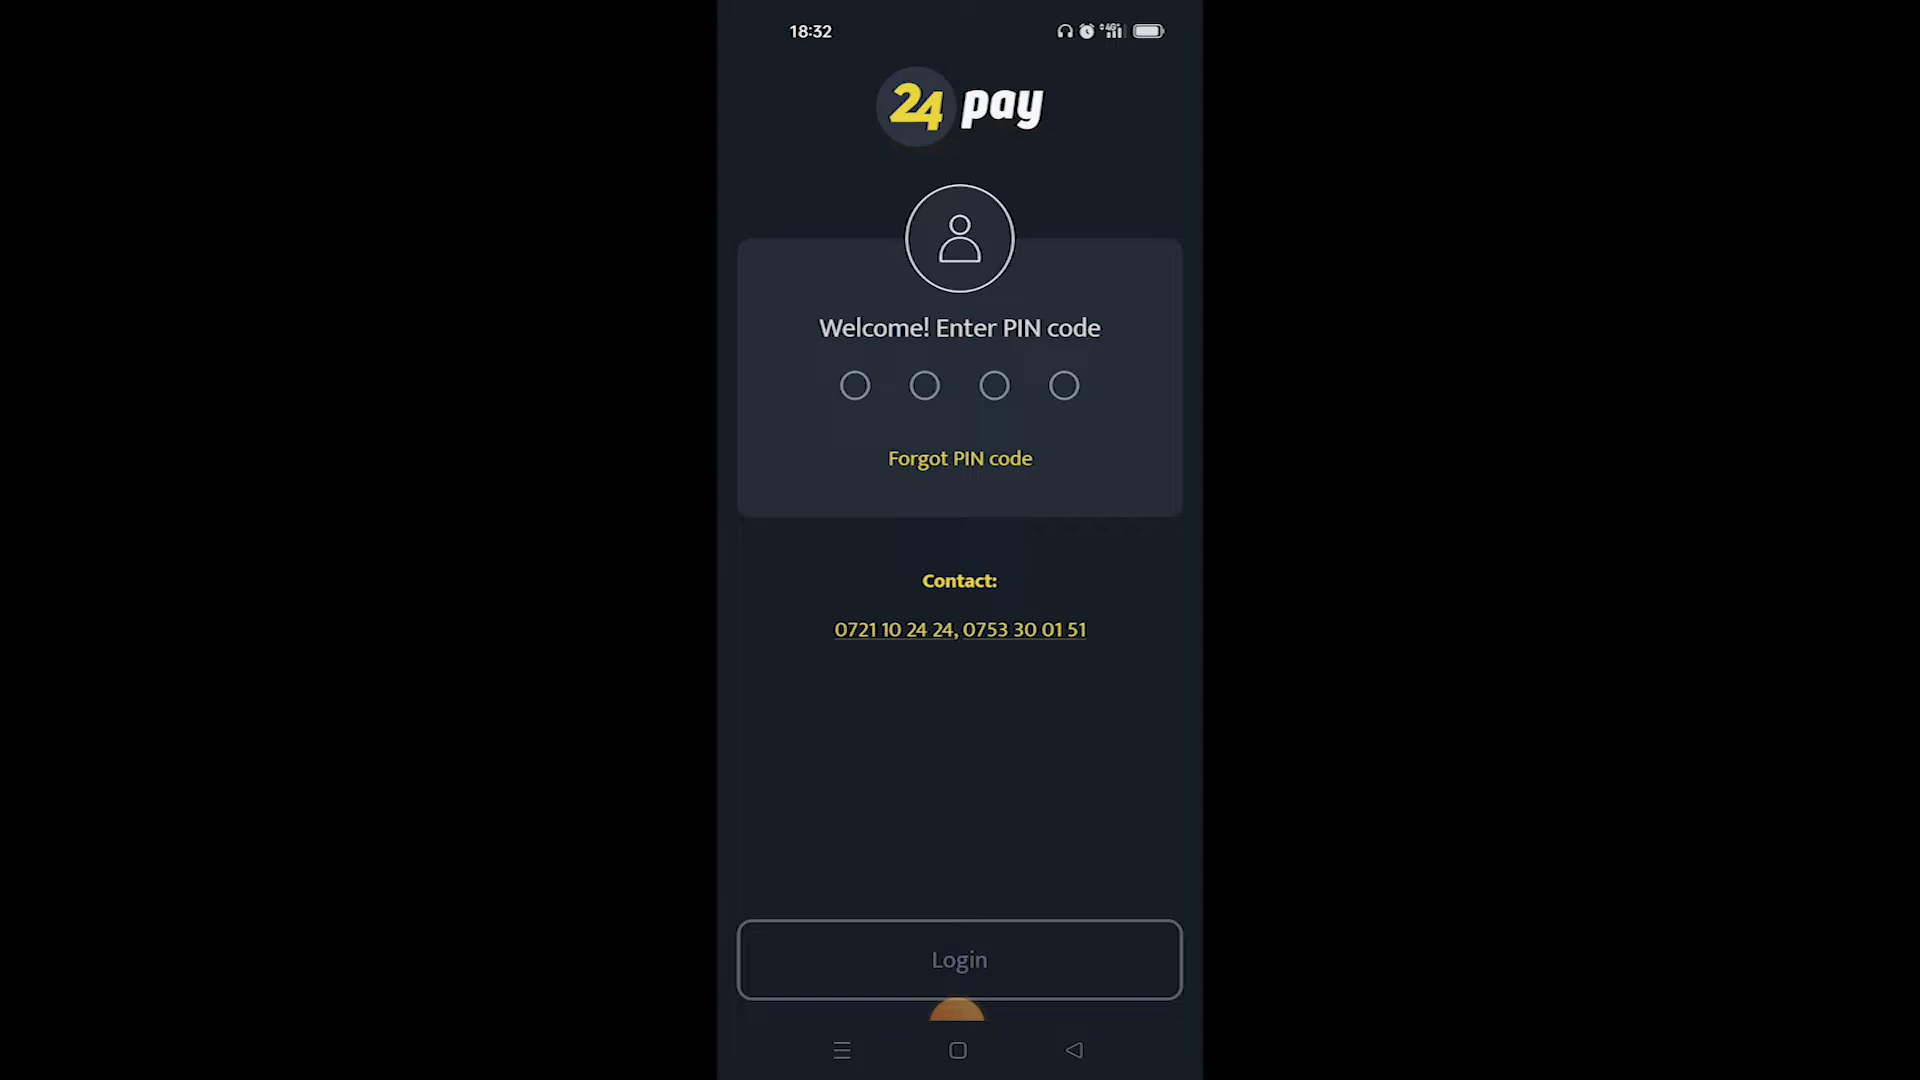 18:32
4G+
24 pay
Welcome! Enter PIN code
Forgot PIN code
Contact:
0721 10 24 24, 0753 30 01 51
Login